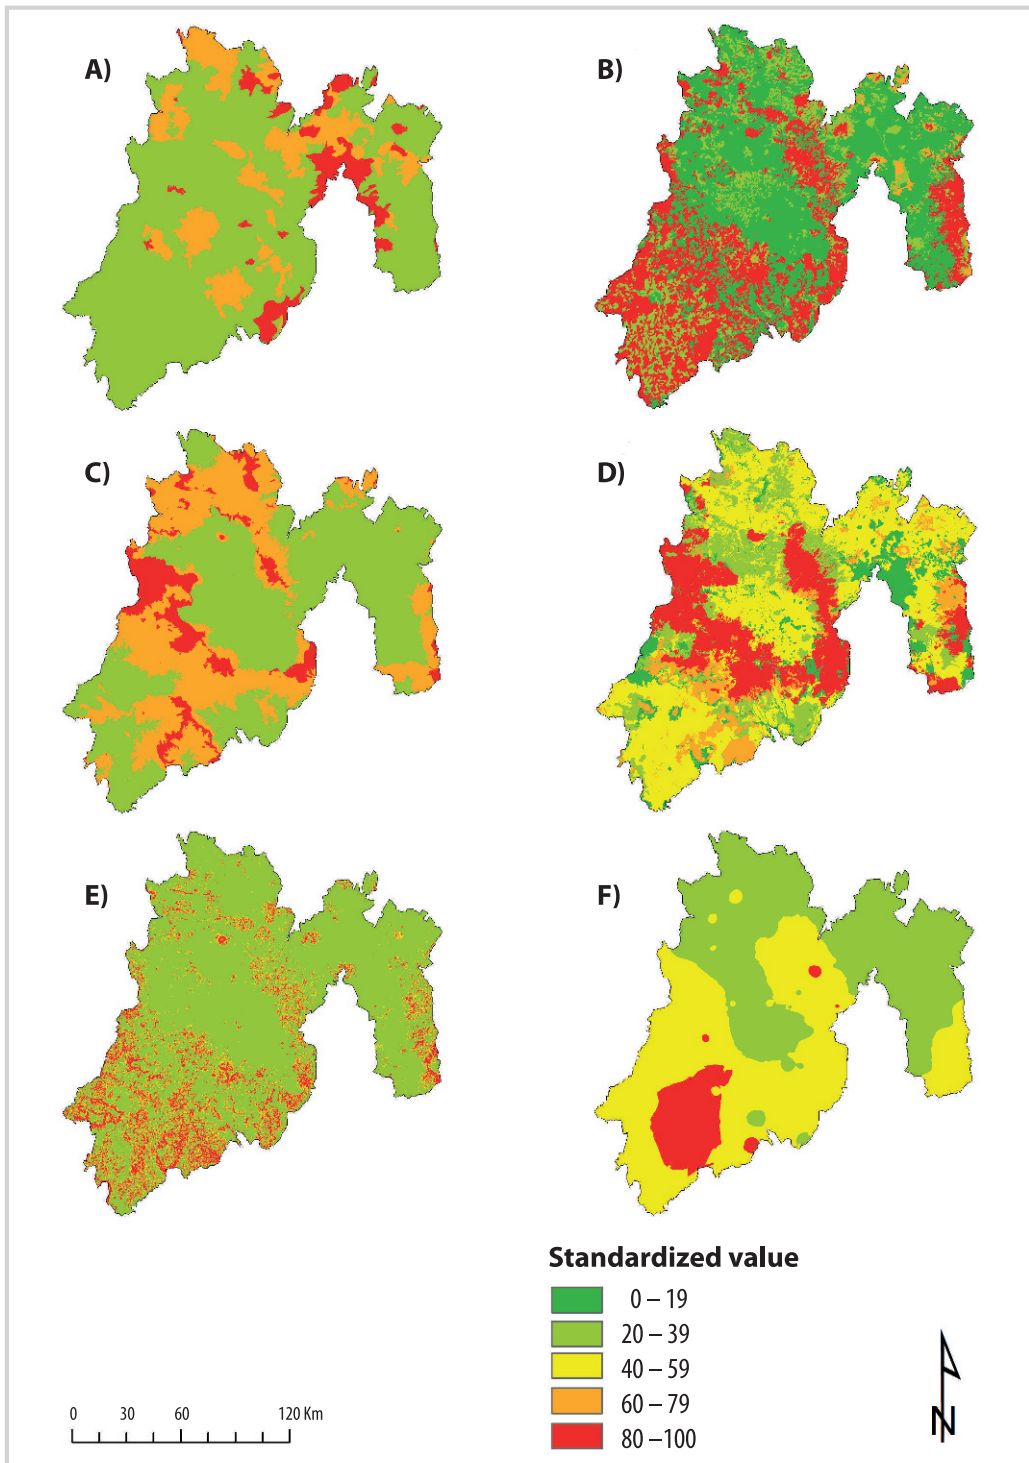 A)
B)
C)
D)
E)
F)
Standardized value
0 – 19
20 – 39
40 – 59
60 – 79
80 –100
0 30 60 120 Km
N